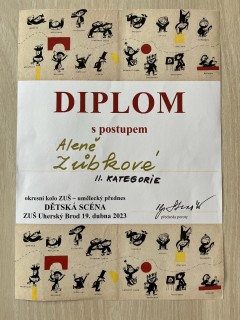 DIPLOM
s postupem
Aleně
Zubkové
II. KATEGORIE
okresní kolo ZUŠ – umělecký přednes
DĚTSKÁ SCÉNA
ZUŠ Uherský Brod 19. dubna 2023
předseda poroty